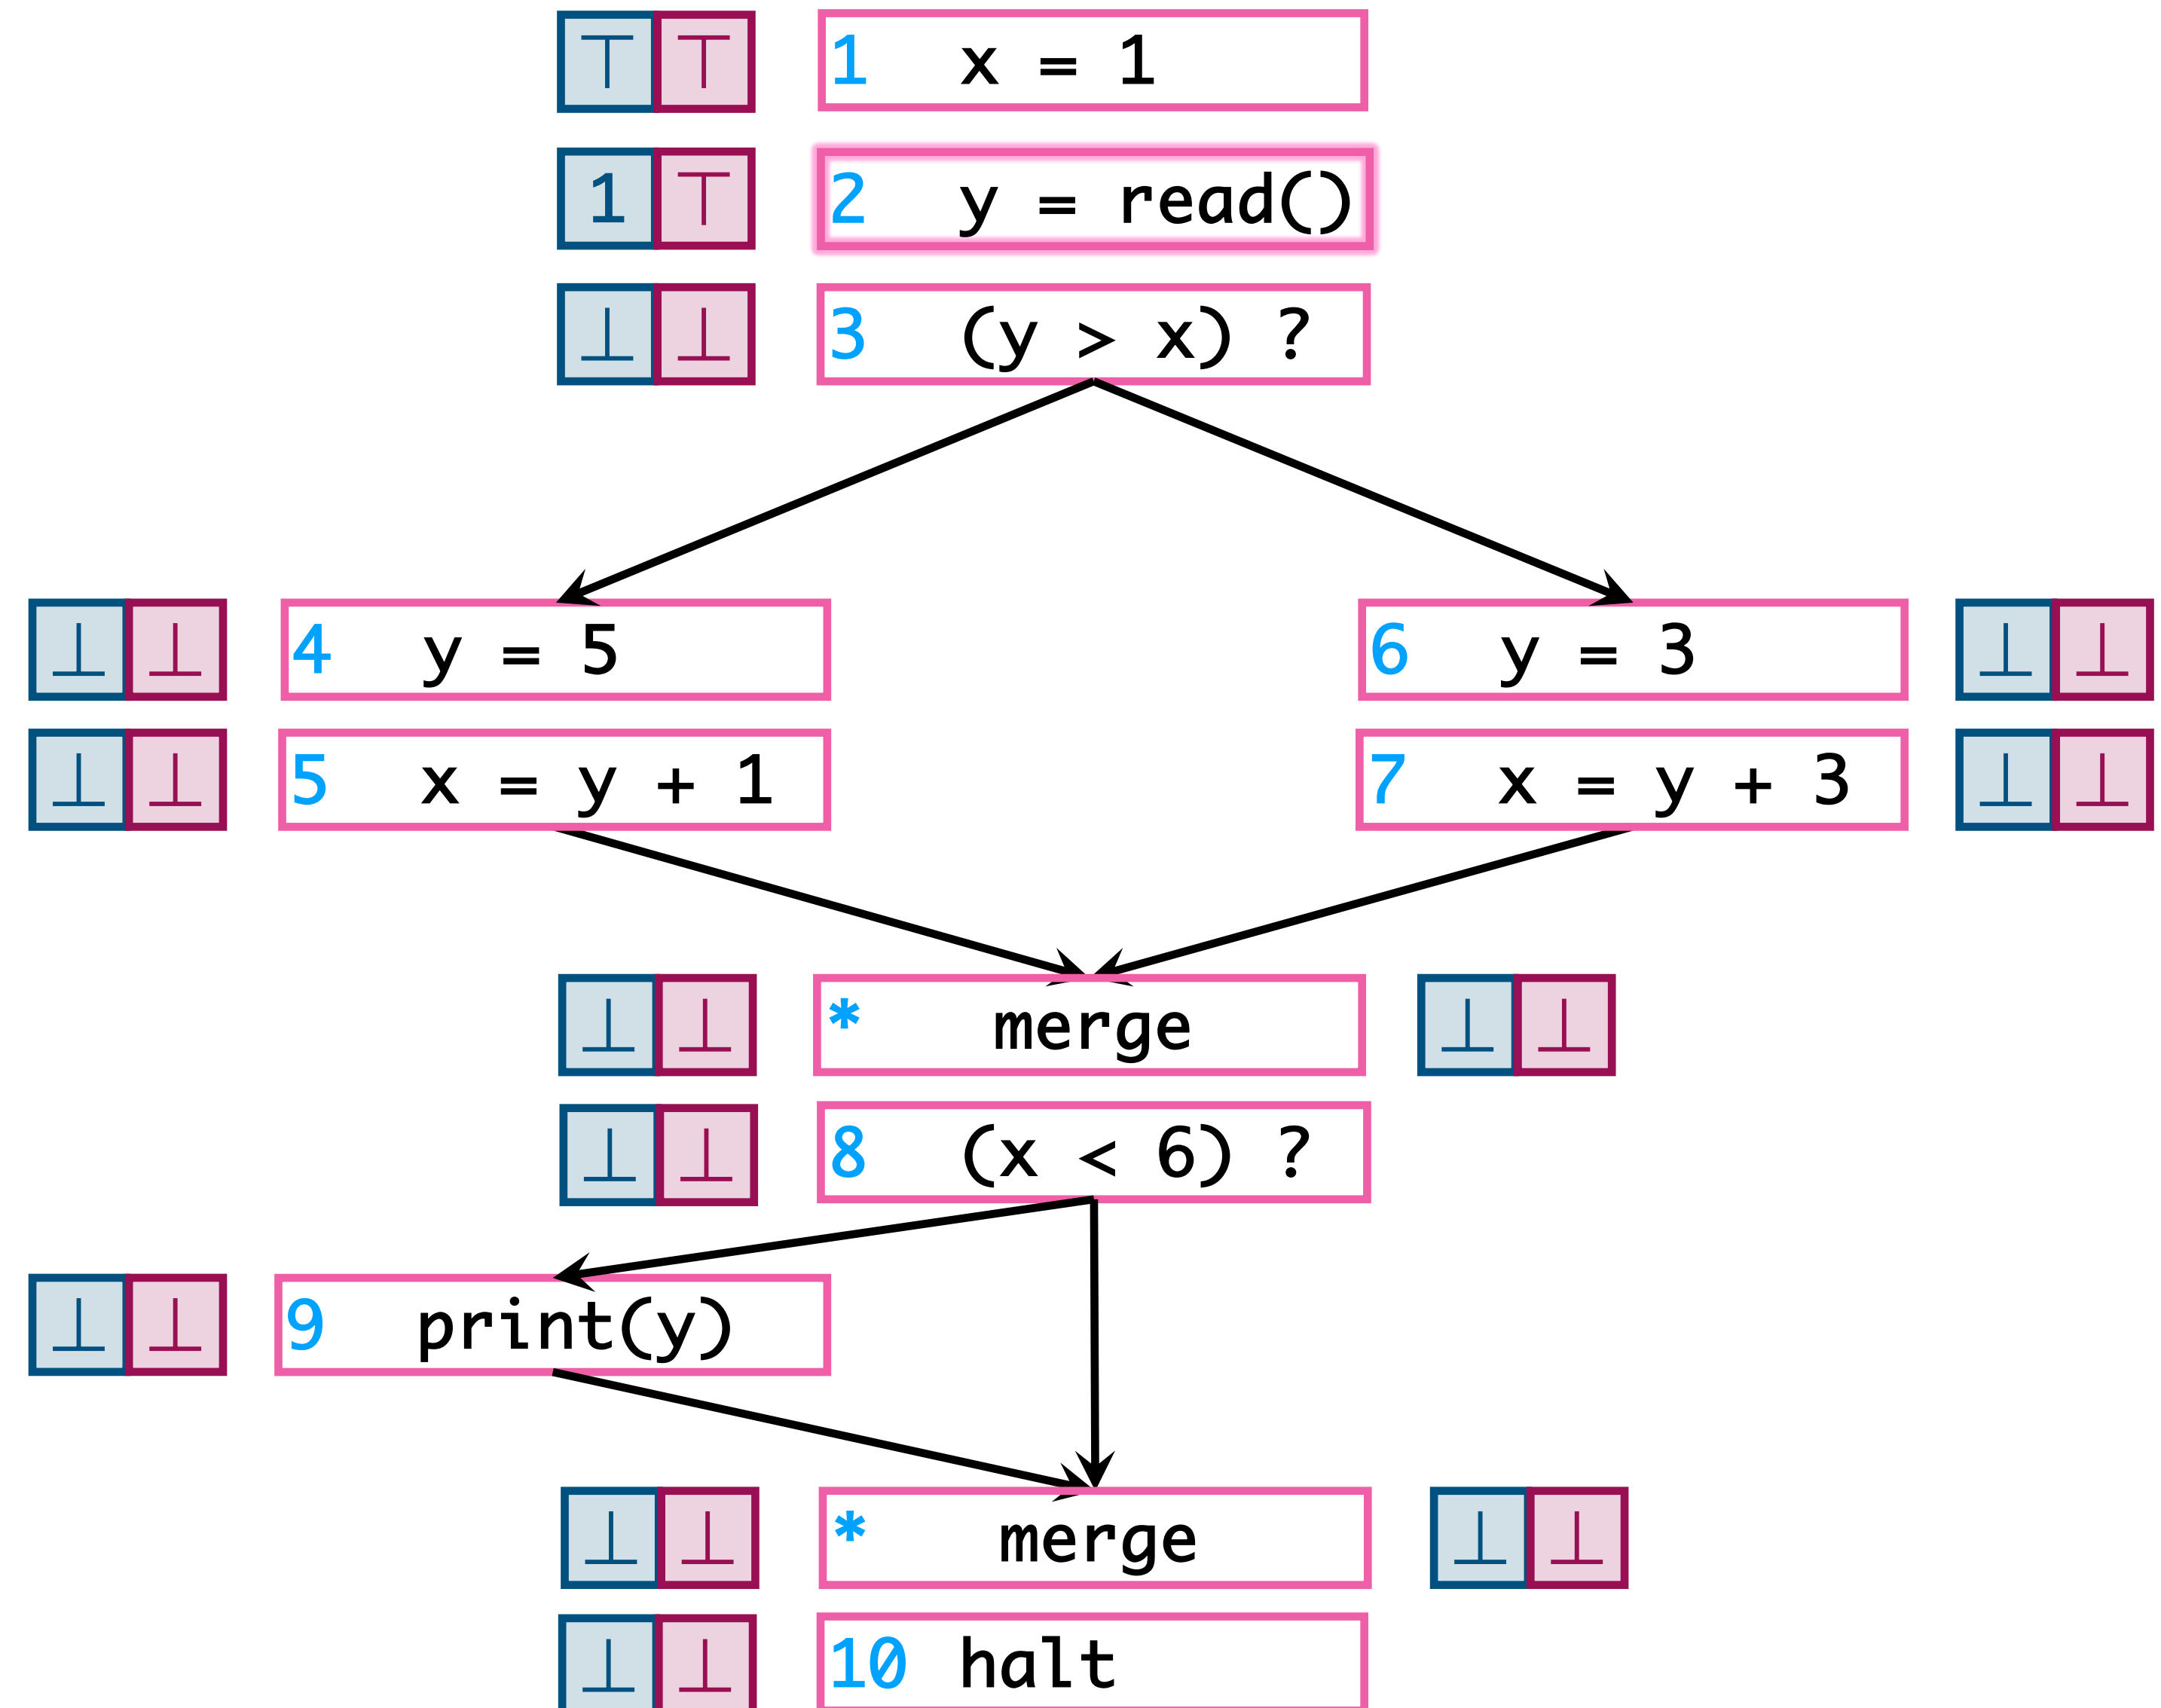 ⊤ ⊤ 1 x = 1
1 ⊤ 2 y = read()
⊥ ⊥ 3 (y > x) ?
⊥ ⊥ 4 y = 5
6 y = 3 ⊥ ⊥
⊥ ⊥ 5 x = y + 1
7 x = y + 3 ⊥ ⊥
⊥ ⊥ * merge ⊥ ⊥
⊥ ⊥ 8 (x < 6) ?
⊥ ⊥ 9 print(y)
⊥ ⊥ * merge ⊥ ⊥
⊥ ⊥ 10 halt